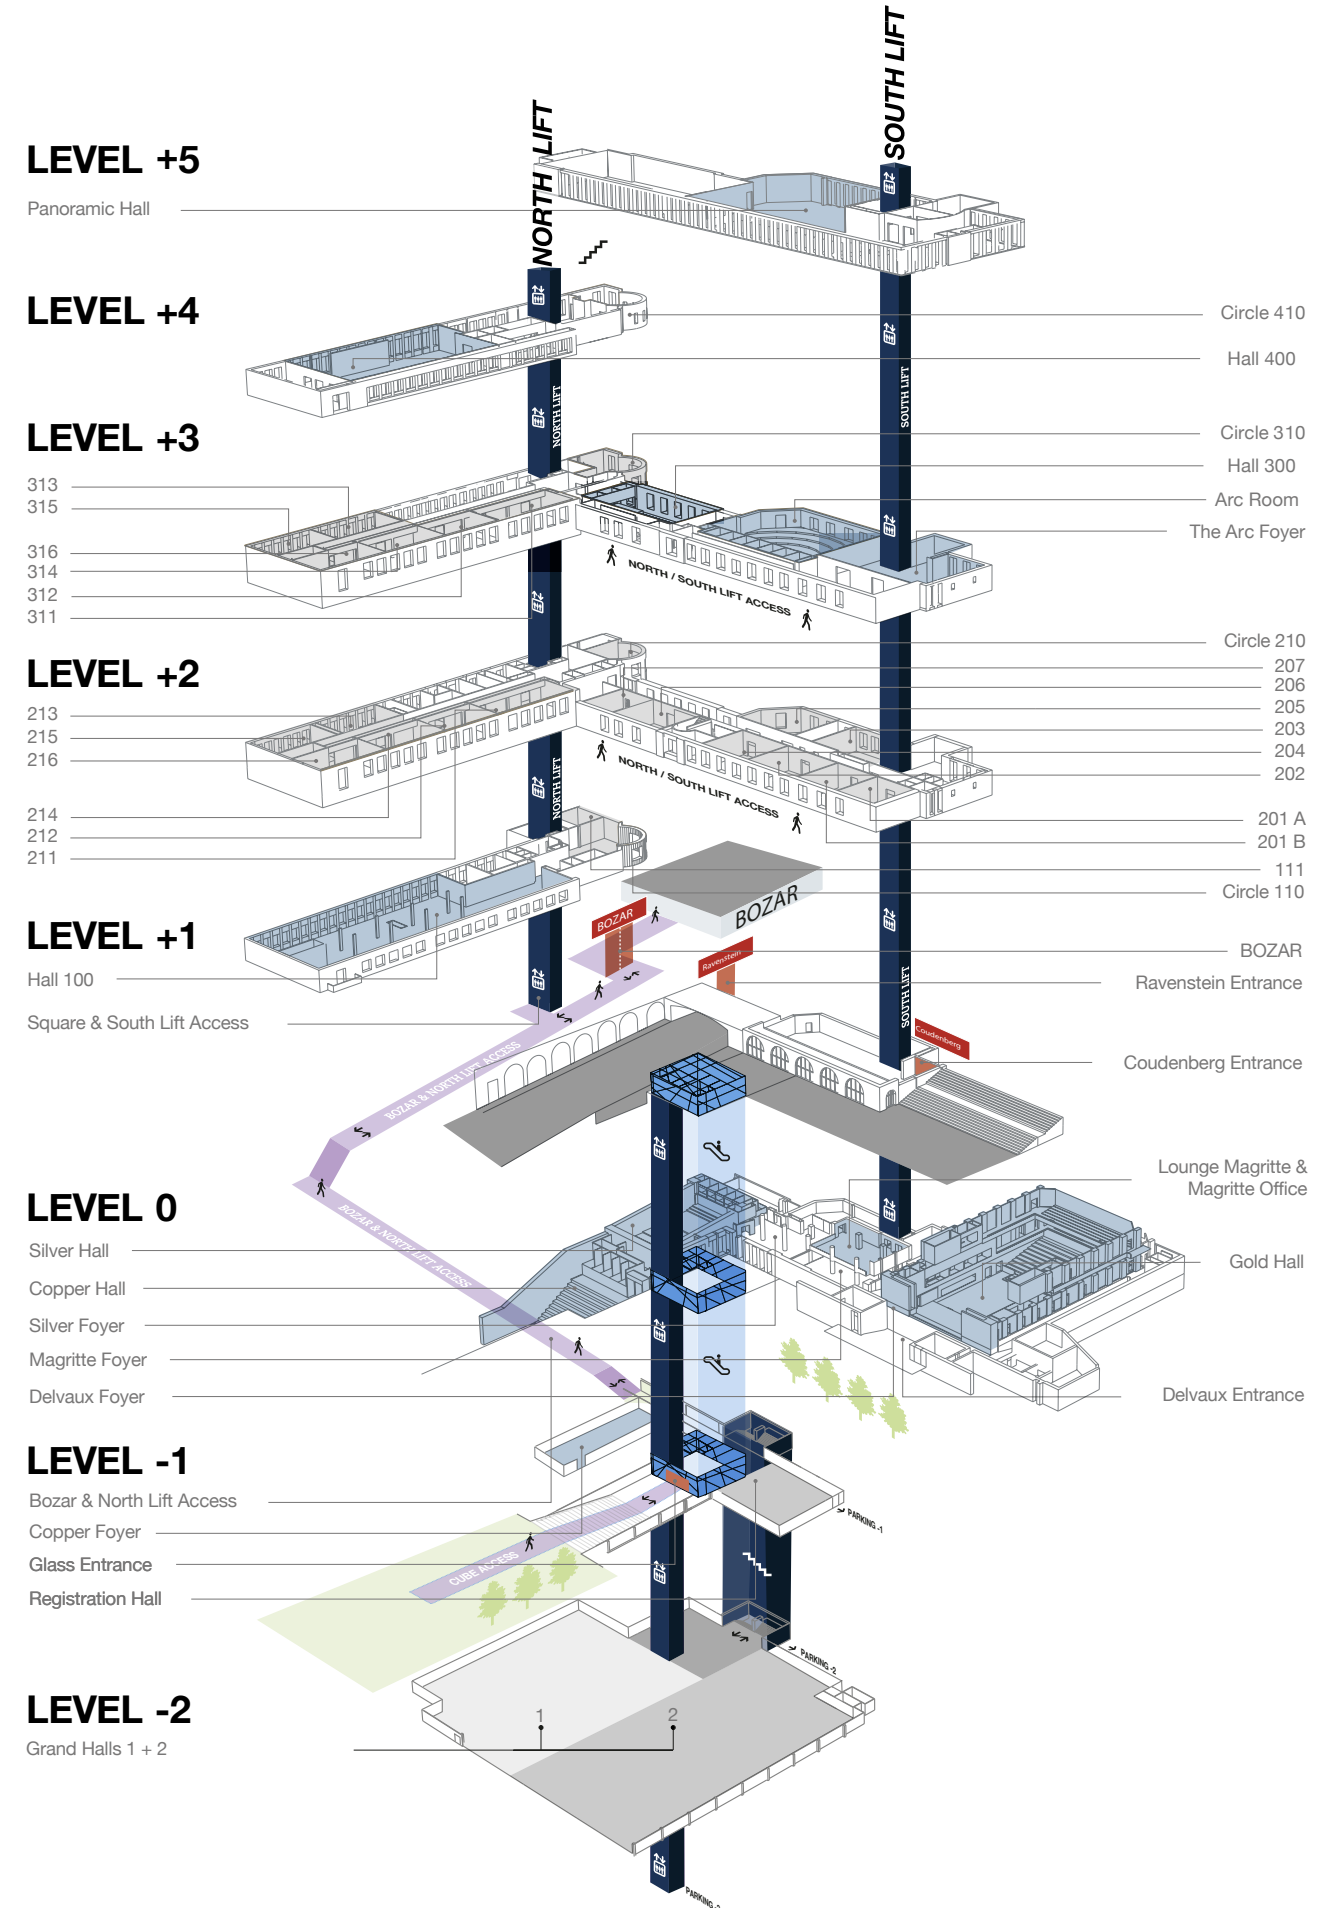 SOUTH LIFT
NORTH LIFT
LEVEL +5
Panoramic Hall
LEVEL +4
Circle 410
Hall 400
SOUTH LIFT
NORTH LIFT
LEVEL +3
Circle 310
Hall 300
Arc Room
The Arc Foyer
313
315
316
314
312
311
NORTH / SOUTH LIFT ACCESS
LEVEL +2
Circle 210
207
206
205
203
204
202
201 A
201 B
213
215
216
214
212
211
NORTH / SOUTH LIFT ACCESS
NORTH LIFT
111
Circle 110
LEVEL +1
Hall 100
Square & South Lift Access
BOZAR
BOZAR
BOZAR
Ravenstein
Ravenstein Entrance
SOUTH LIFT
Coudenberg
Coudenberg Entrance
BOZAR & NORTH LIFT ACCESS
BOZAR & NORTH LIFT ACCESS
Lounge Magritte &
Magritte Office
LEVEL 0
Silver Hall
Copper Hall
Silver Foyer
Magritte Foyer
Delvaux Foyer
Gold Hall
Delvaux Entrance
LEVEL -1
Bozar & North Lift Access
Copper Foyer
Glass Entrance
Registration Hall
CUBE ACCESS
PARKING -1
PARKING -2
LEVEL -2
Grand Halls 1 + 2
1
2